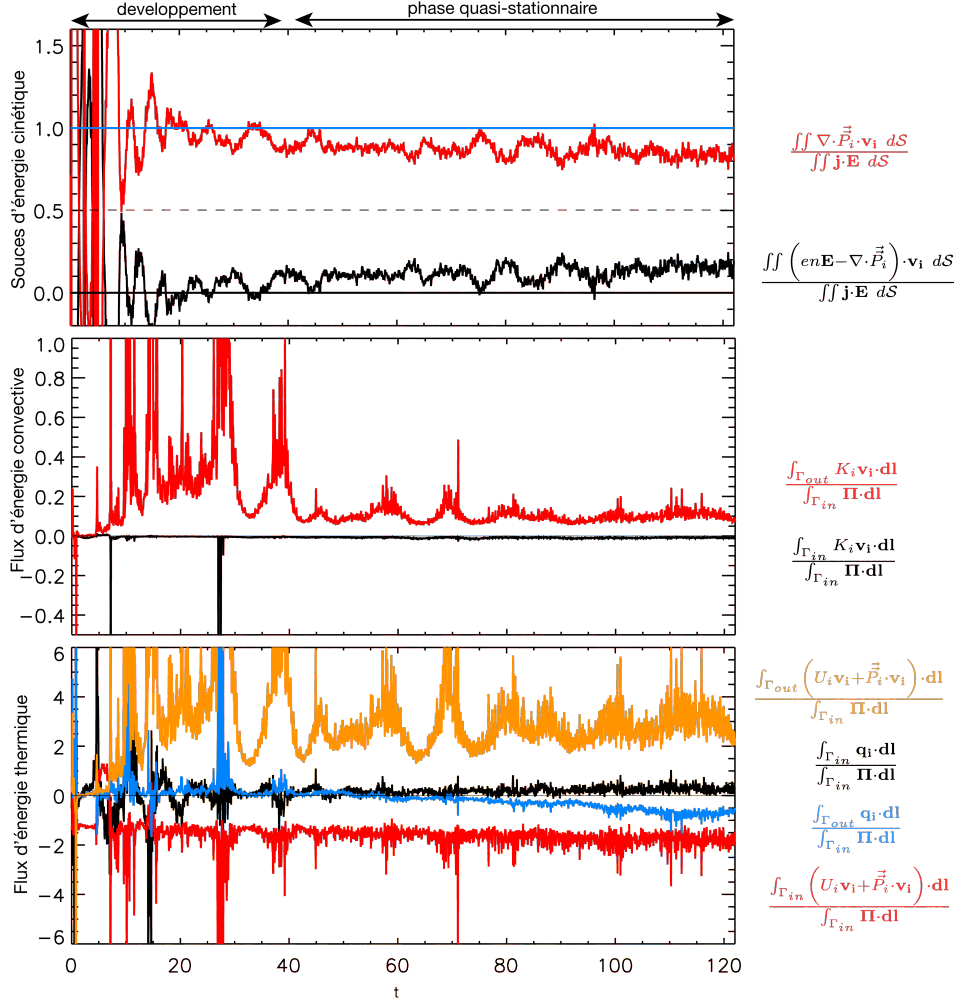 developpement
phase quasi-stationnaire
Souces d'énergie cinétique
1.5
1.0
0.5
0.0
∬ ∇·P⃗⃗i·vi dS / ∬ j·E dS
∬ (enE−∇·P⃗⃗i)·vi dS / ∬ j·E dS
Flux d'énergie convective
1.0
0.8
0.6
0.4
0.2
0.0
−0.2
−0.4
∫Γout Kivi·dl / ∫Γin Π·dl
∫Γin Kivi·dl / ∫Γin Π·dl
Flux d'énergie thermique
6
4
2
0
−2
−4
−6
∫Γout (Uivi+P⃗⃗i·vi)·dl / ∫Γin Π·dl
∫Γin qi·dl / ∫Γin Π·dl
∫Γout qi·dl / ∫Γin Π·dl
∫Γin (Uivi+P⃗⃗i·vi)·dl / ∫Γin Π·dl
0 20 40 60 80 100 120
t